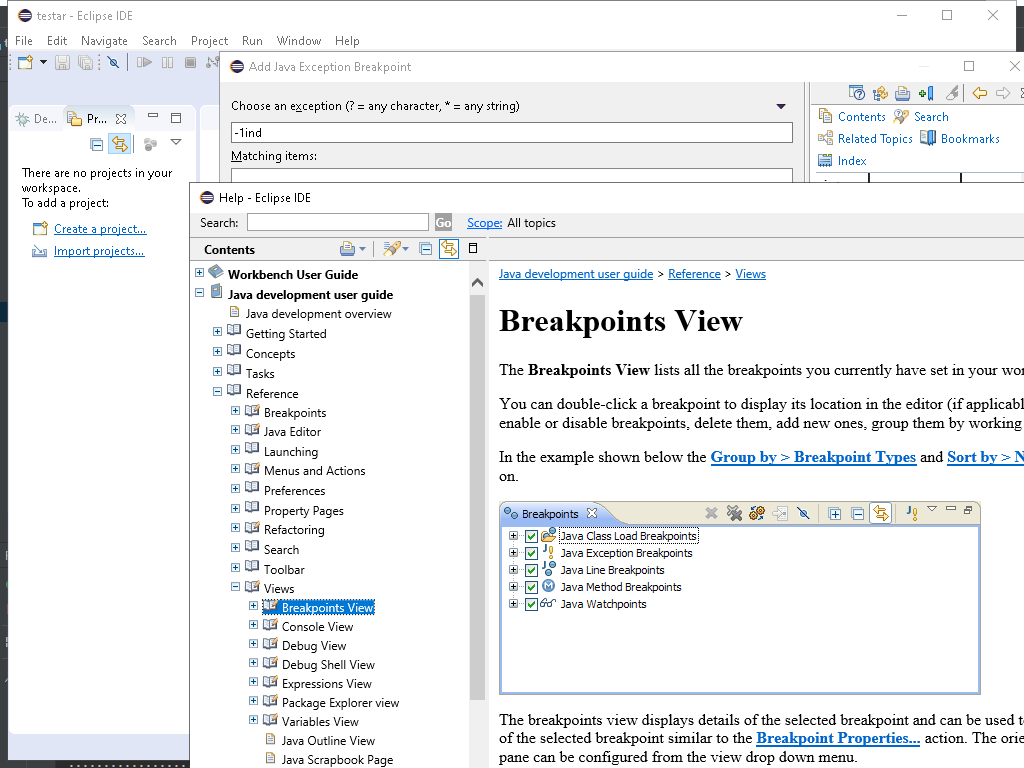 testar - Eclipse IDE
File Edit Navigate Search Project Run Window Help
Add Java Exception Breakpoint
De... Pr...
There are no projects in your
workspace.
To add a project:
Create a project...
Import projects...
Choose an exception (? = any character, * = any string)
-1ind
Matching items:
Contents Search
Related Topics Bookmarks
Index
Help - Eclipse IDE
Search: Go Scope: All topics
Contents
Workbench User Guide
Java development user guide
Java development overview
Getting Started
Concepts
Tasks
Reference
Breakpoints
Java Editor
Launching
Menus and Actions
Preferences
Property Pages
Refactoring
Search
Toolbar
Views
Breakpoints View
Console View
Debug View
Debug Shell View
Expressions View
Package Explorer view
Variables View
Java Outline View
Java Scrapbook Page
Java development user guide > Reference > Views
Breakpoints View
The Breakpoints View lists all the breakpoints you currently have set in your
You can double-click a breakpoint to display its location in the editor (if
enable or disable breakpoints, delete them, add new ones, group them by working
In the example shown below the Group by > Breakpoint Types and Sort by >
on.
Breakpoints
Java Class Load Breakpoints
Java Exception Breakpoints
Java Line Breakpoints
Java Method Breakpoints
Java Watchpoints
The breakpoints view displays details of the selected breakpoint and can be used
of the selected breakpoint similar to the Breakpoint Properties... action. The
pane can be configured from the view drop down menu.